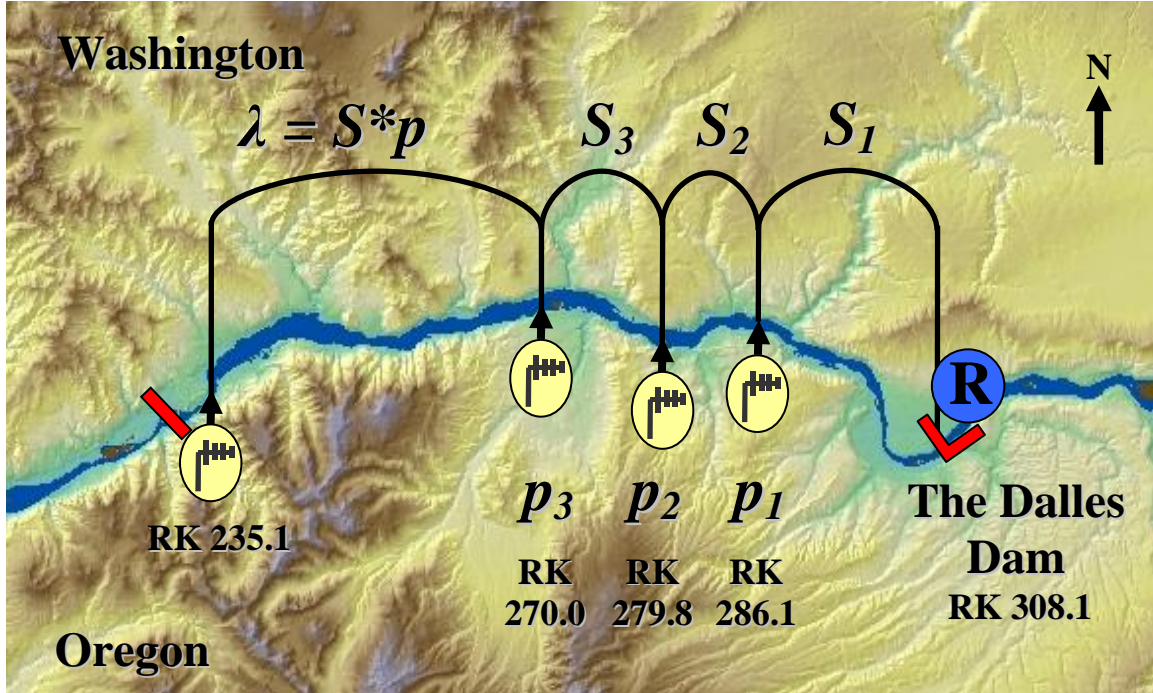 Washington
N
λ = S*p
S3
S2
S1
R
p3
p2
p1
The Dalles
Dam
RK 308.1
RK 235.1
RK
270.0
RK
279.8
RK
286.1
Oregon